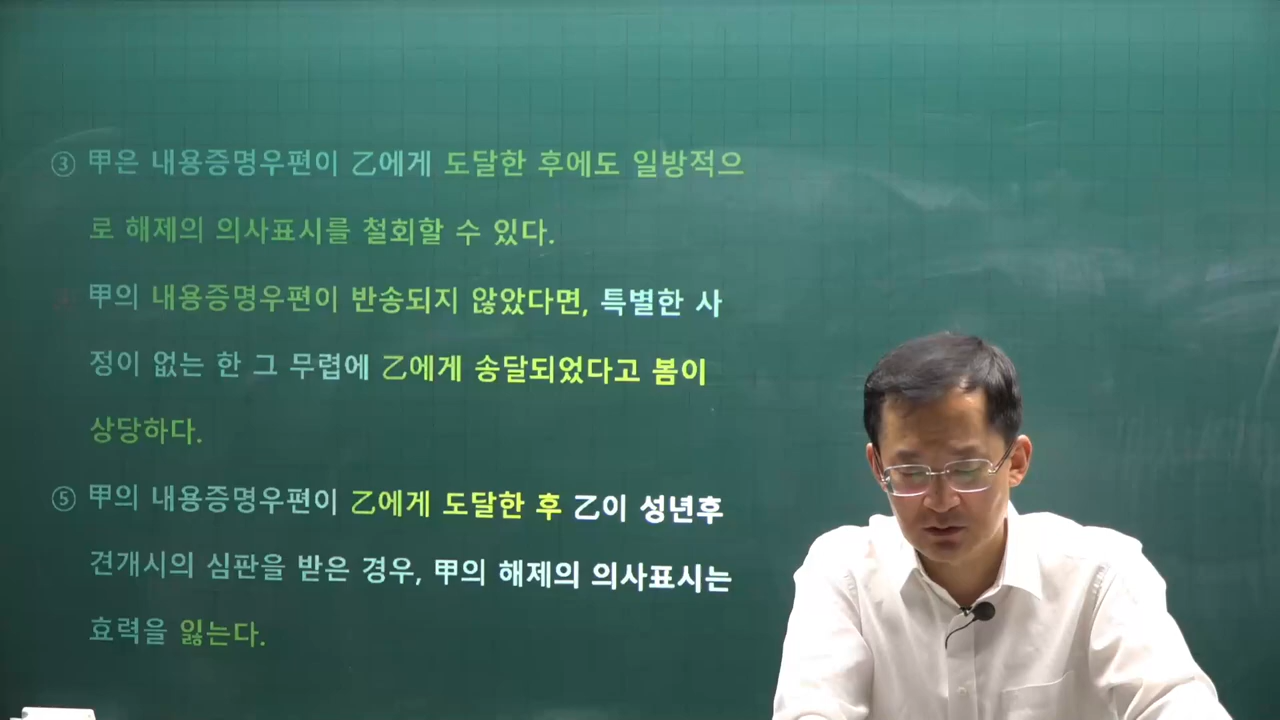 ③ 甲은 내용증명우편이 乙에게 도달한 후에도 일방적으
로 해제의 의사표시를 철회할 수 있다.
甲의 내용증명우편이 반송되지 않았다면, 특별한 사
정이 없는 한 그 무렵에 乙에게 송달되었다고 봄이
상당하다.
⑤ 甲의 내용증명우편이 乙에게 도달한 후 乙이 성년후
견개시의 심판을 받은 경우, 甲의 해제의 의사표시는
효력을 잃는다.